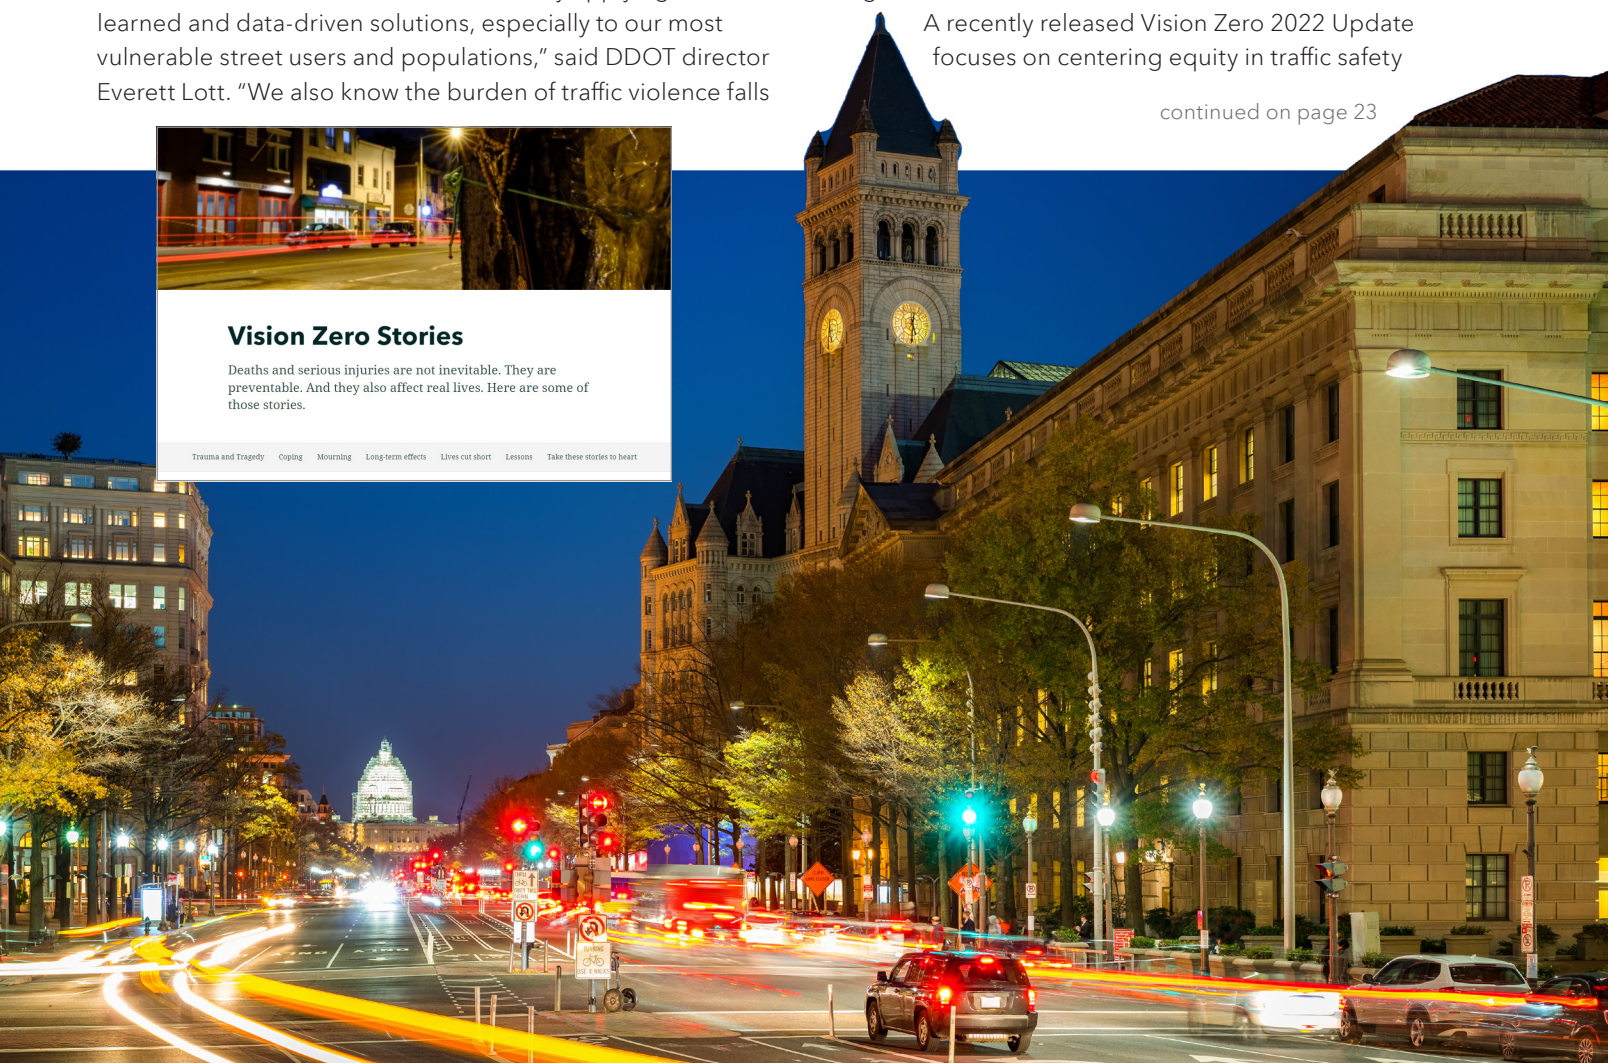 learned and data-driven solutions, especially to our most
vulnerable street users and populations,” said DDOT director
Everett Lott. “We also know the burden of traffic violence falls
A recently released Vision Zero 2022 Update
focuses on centering equity in traffic safety
continued on page 23
Vision Zero Stories
Deaths and serious injuries are not inevitable. They are
preventable. And they also affect real lives. Here are some of
those stories.
Trauma and Tragedy Coping Mourning Long-term effects Lives cut short Lessons Take these stories to heart
TURNING